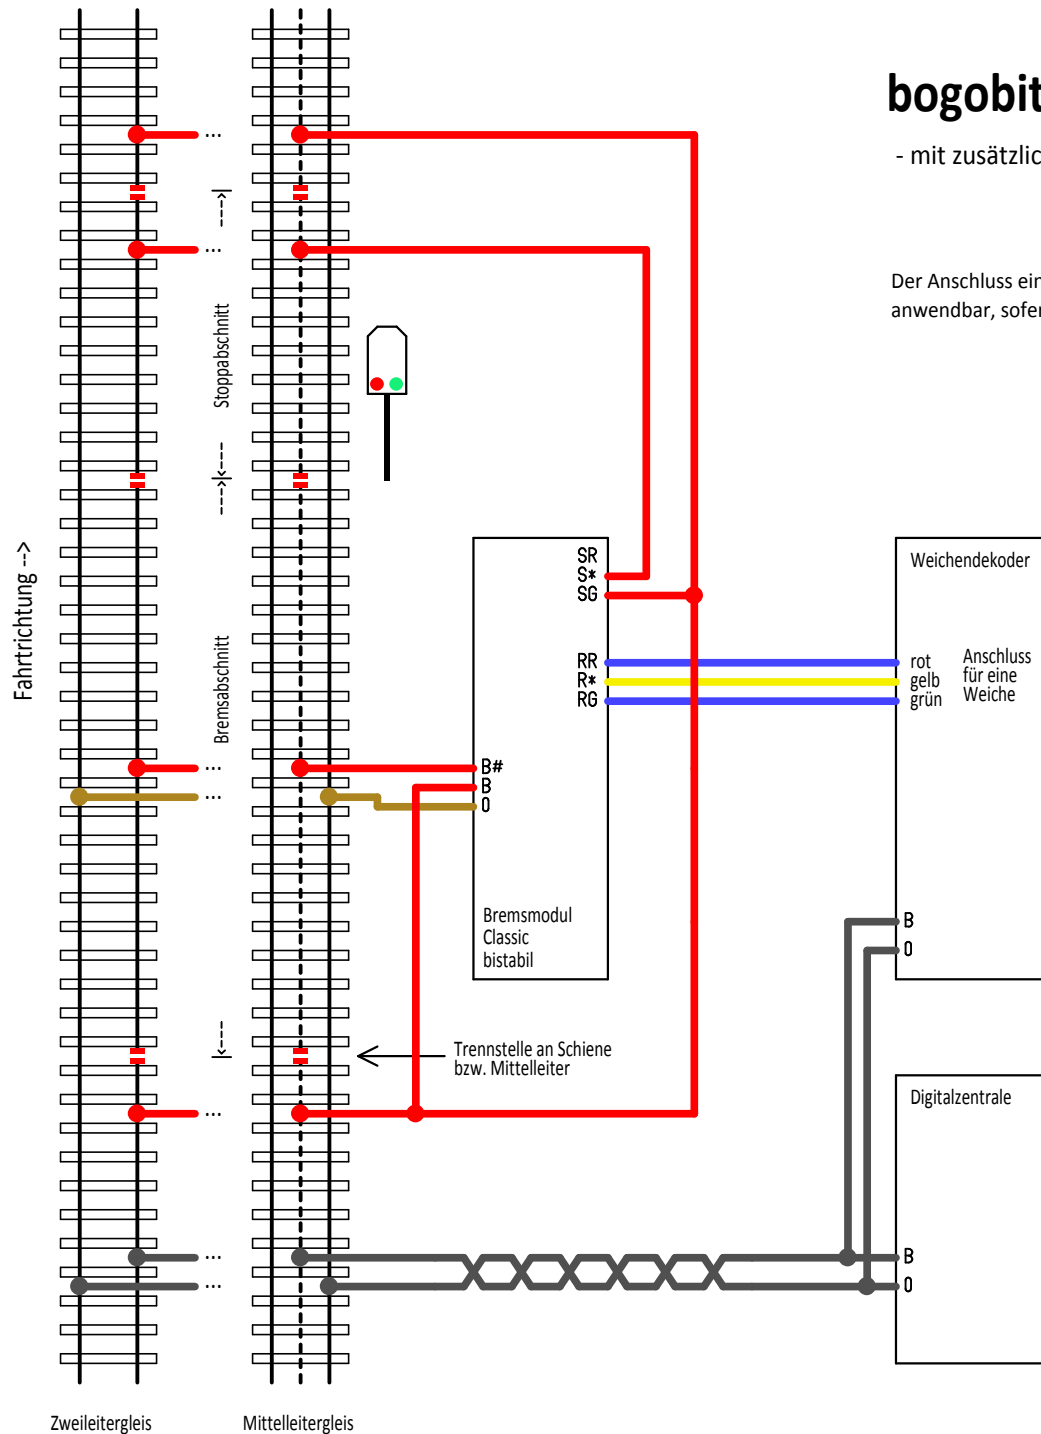 bogobit
- mit zusätzlic
Der Anschluss ein
anwendbar, sofer
...
...
Stoppabschnitt
Fahrtrichtung -->
Bremsabschnitt
SR
S*
SG
RR
R*
RG
B#
B
0
Bremsmodul
Classic
bistabil
Weichendekoder
rot
gelb
grün
Anschluss
für eine
Weiche
B
0
...
...
Trennstelle an Schiene
bzw. Mittelleiter
...
Digitalzentrale
B
0
...
...
Zweileitergleis
Mittelleitergleis